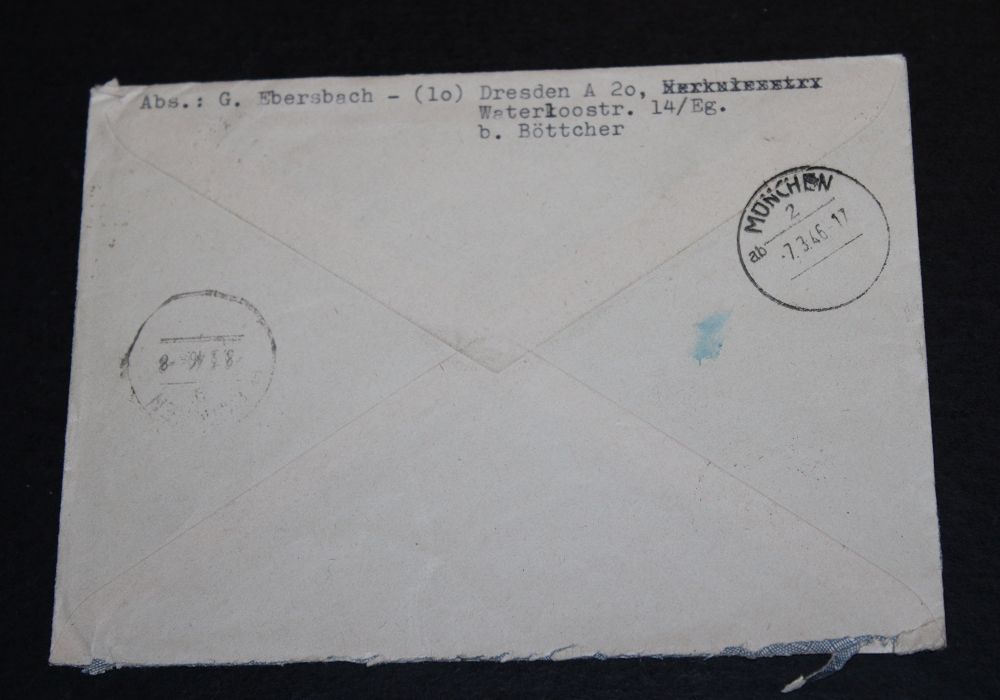 Abs.: G. Ebersbach - (1o) Dresden A 2o,
Waterloostr. 14/Eg.
b. Böttcher
MÜNCHEN
2
ab -7.3.46-17